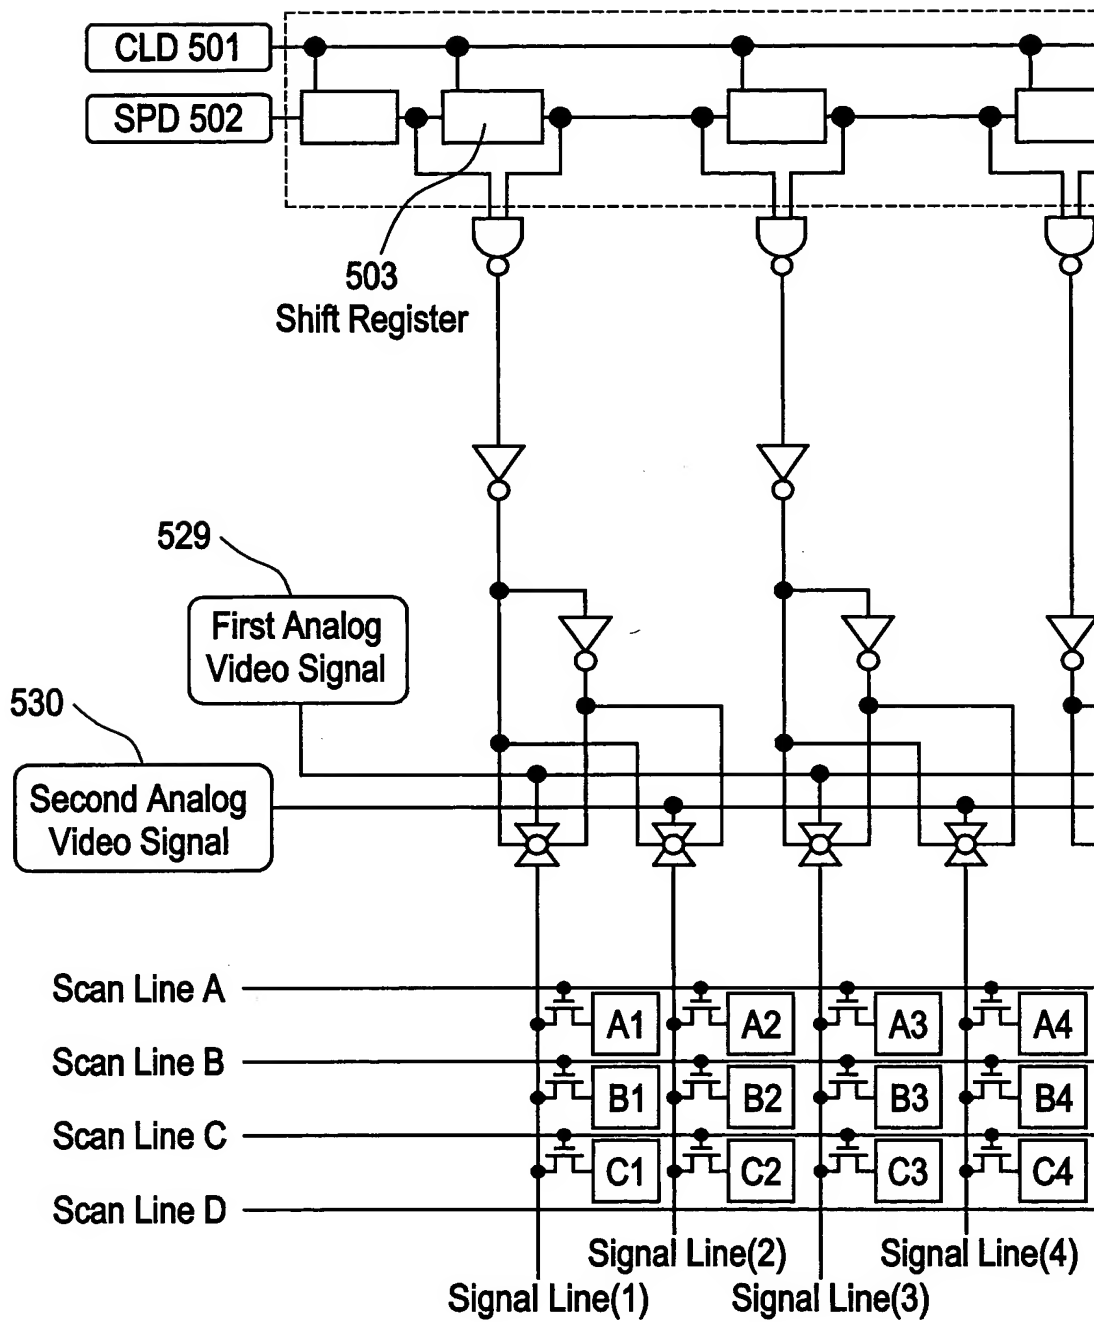 CLD 501
SPD 502
503
Shift Register
529
First Analog
Video Signal
530
Second Analog
Video Signal
Scan Line A
A1 A2 A3 A4
Scan Line B
B1 B2 B3 B4
Scan Line C
C1 C2 C3 C4
Scan Line D
Signal Line(2) Signal Line(4)
Signal Line(1) Signal Line(3)